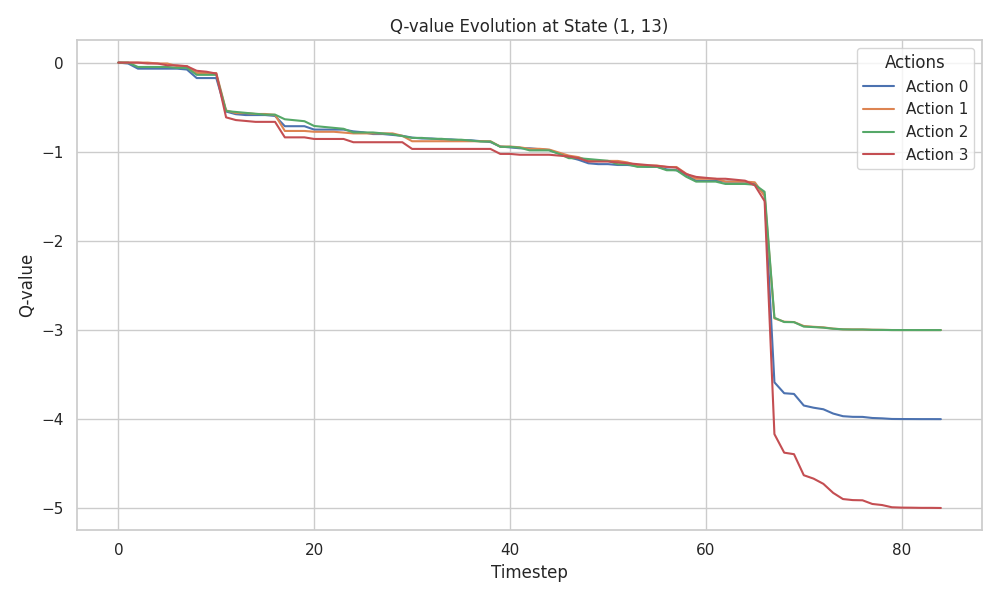 Q-value Evolution at State (1, 13)
Actions
Action 0
Action 1
Action 2
Action 3
Q-value
0
−1
−2
−3
−4
−5
0 20 40 60 80
Timestep